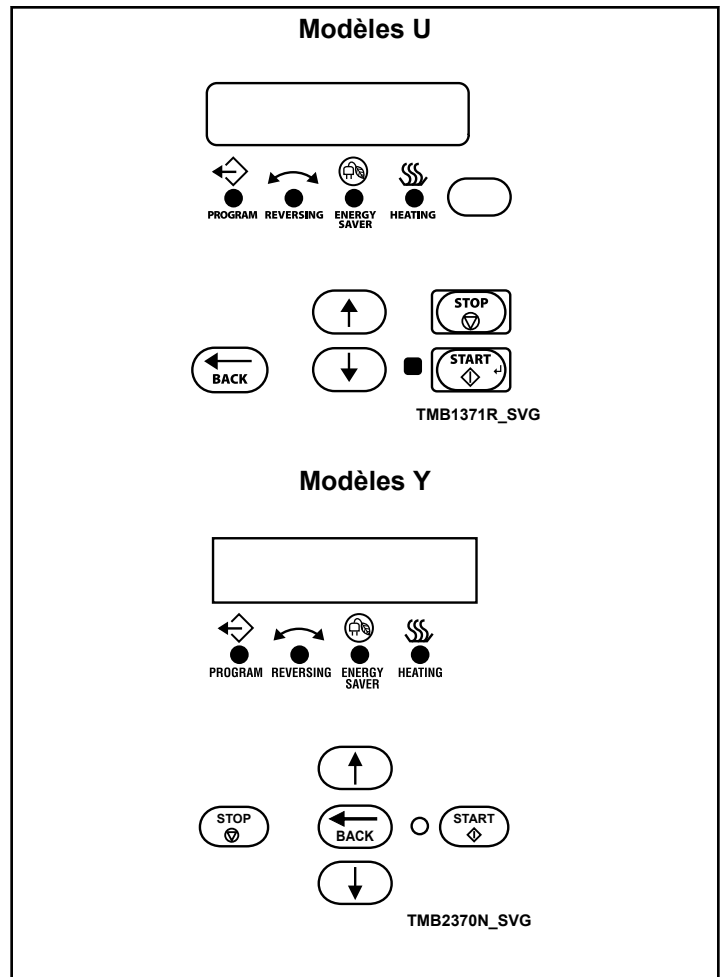 Modèles U
PROGRAM REVERSING ENERGY SAVER HEATING
STOP
BACK
START
TMB1371R_SVG
Modèles Y
PROGRAM REVERSING ENERGY SAVER HEATING
STOP
BACK
START
TMB2370N_SVG